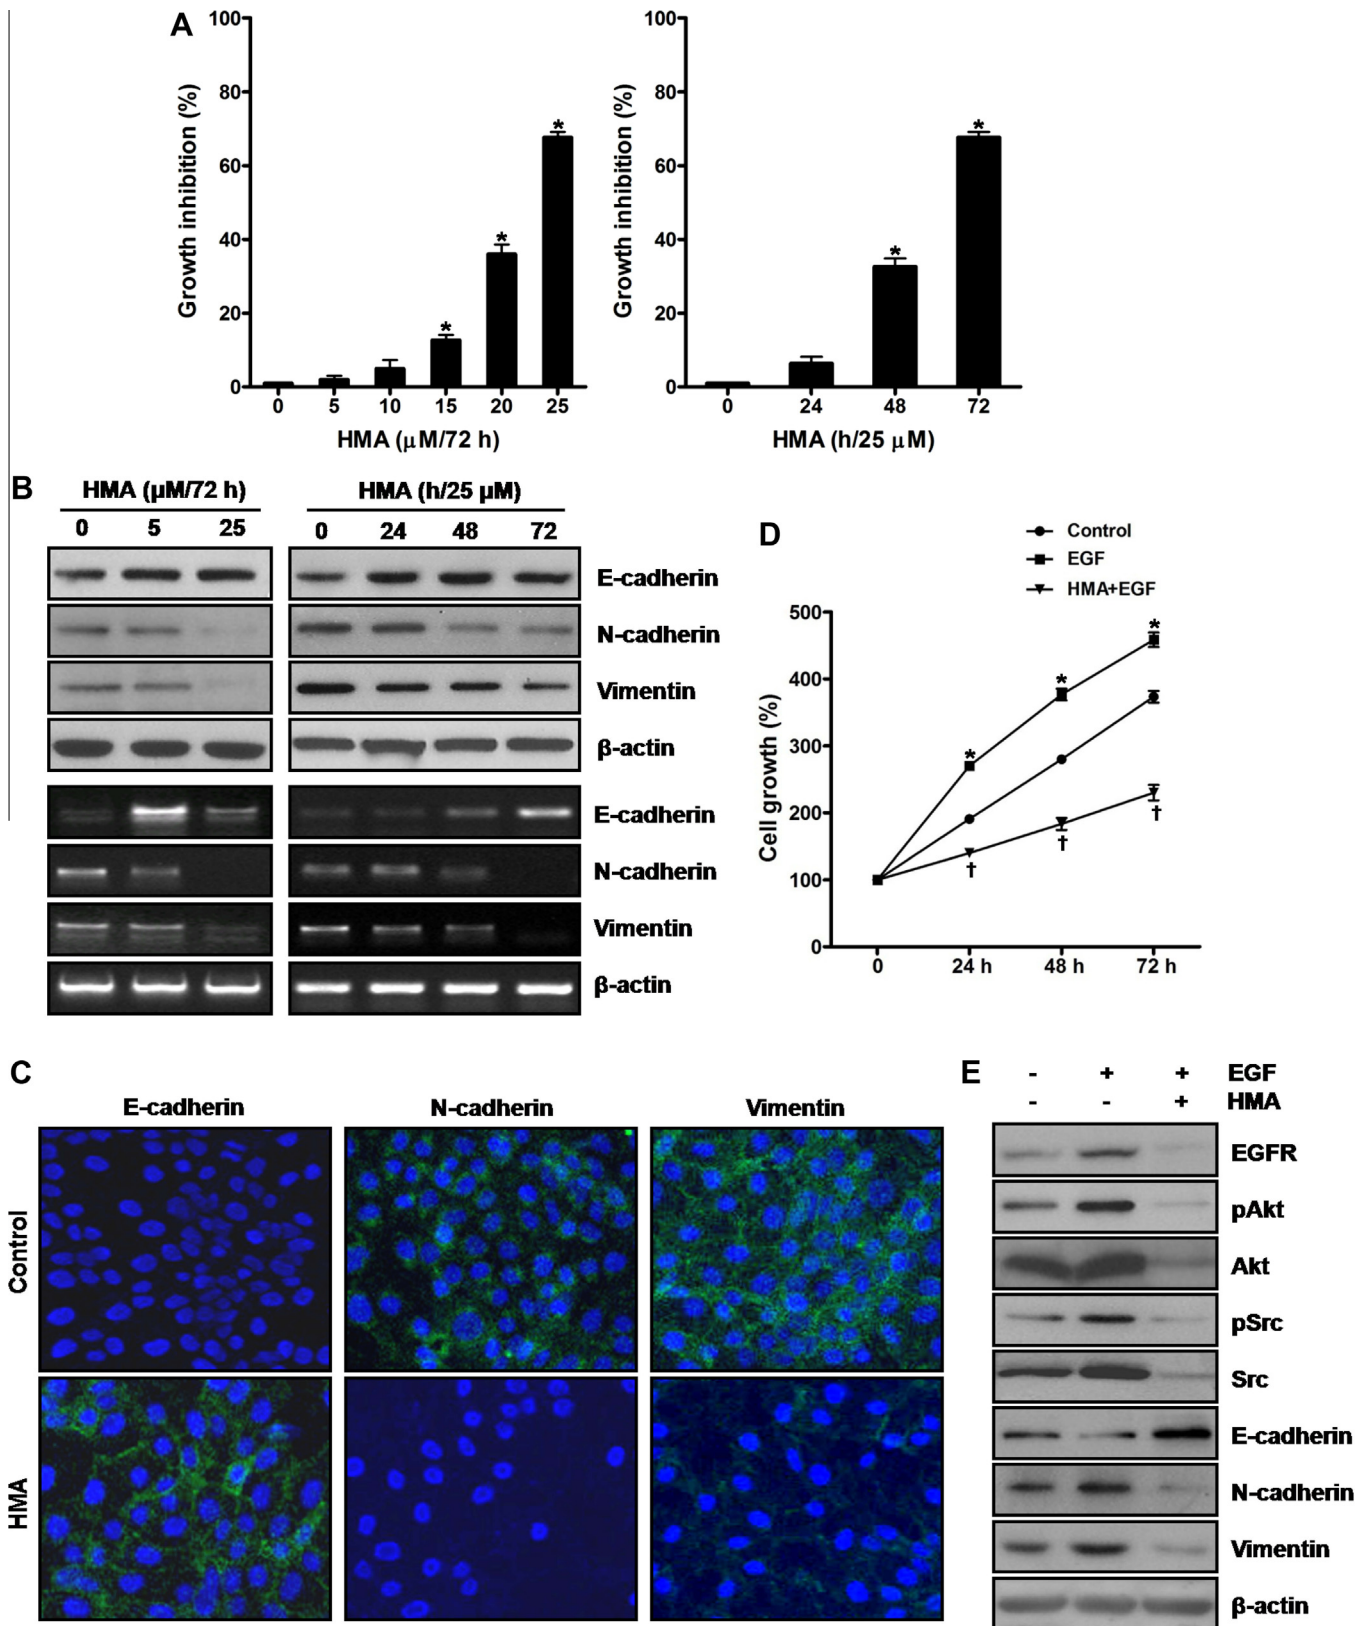 A
100
80
60
40
20
0
Growth inhibition (%)
*
*
*
0 5 10 15 20 25
HMA (μM/72 h)
100
80
60
40
20
0
Growth inhibition (%)
*
*
0 24 48 72
HMA (h/25 μM)
B
HMA (μM/72 h)
HMA (h/25 μM)
0 5 25
0 24 48 72
E-cadherin
N-cadherin
Vimentin
β-actin
E-cadherin
N-cadherin
Vimentin
β-actin
D
Control
EGF
HMA+EGF
500
400
300
200
100
0
Cell growth (%)
*
*
*
†
†
†
0 24 h 48 h 72 h
C
E-cadherin N-cadherin Vimentin
Control
HMA
E
- + + EGF
- - + HMA
EGFR
pAkt
Akt
pSrc
Src
E-cadherin
N-cadherin
Vimentin
β-actin